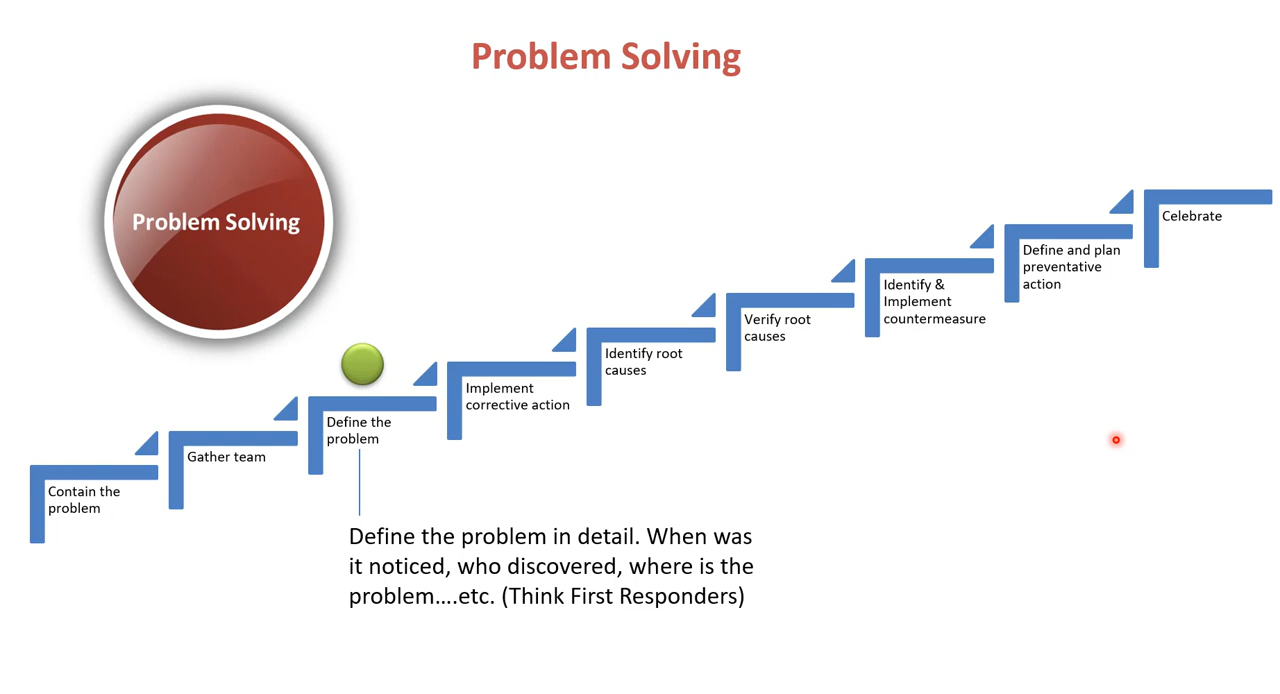 Problem Solving
Problem Solving
Contain the
problem
Gather team
Define the
problem
Implement
corrective action
Identify root
causes
Verify root
causes
Identify &
Implement
countermeasure
Define and plan
preventative
action
Celebrate
Define the problem in detail. When was
it noticed, who discovered, where is the
problem….etc. (Think First Responders)